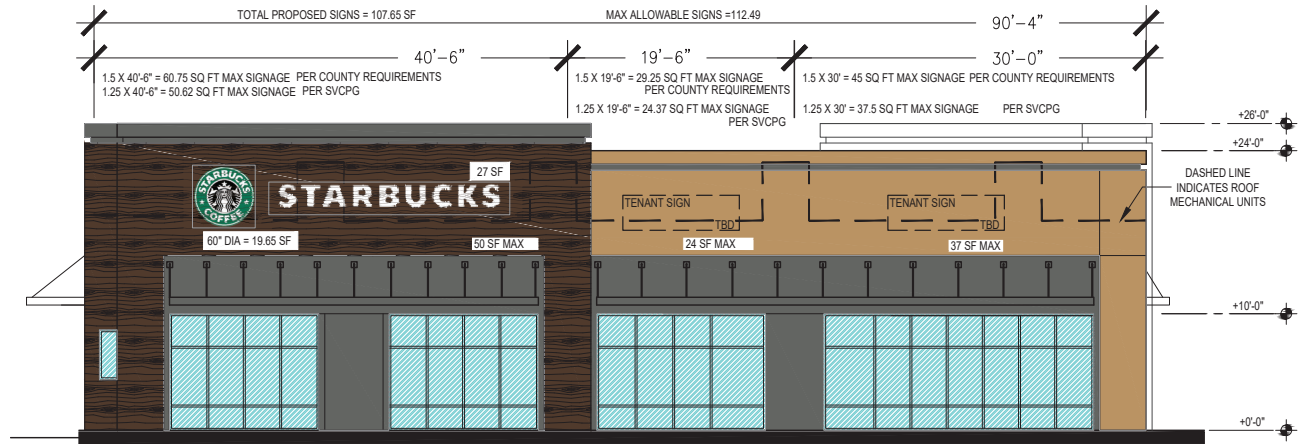 TOTAL PROPOSED SIGNS = 107.65 SF
MAX ALLOWABLE SIGNS =112.49
90'-4"
40'-6"
19'-6"
30'-0"
1.5 X 40'-6" = 60.75 SQ FT MAX SIGNAGE PER COUNTY REQUIREMENTS
1.25 X 40'-6" = 50.62 SQ FT MAX SIGNAGE PER SVCPG
1.5 X 19'-6" = 29.25 SQ FT MAX SIGNAGE
PER COUNTY REQUIREMENTS
1.25 X 19'-6" = 24.37 SQ FT MAX SIGNAGE
PER SVCPG
1.5 X 30' = 45 SQ FT MAX SIGNAGE PER COUNTY REQUIREMENTS
1.25 X 30' = 37.5 SQ FT MAX SIGNAGE PER SVCPG
+26'-0"
+24'-0"
DASHED LINE
INDICATES ROOF
MECHANICAL UNITS
27 SF
STARBUCKS
COFFEE
STARBUCKS
60" DIA = 19.65 SF
50 SF MAX
TENANT SIGN
TBD
24 SF MAX
TENANT SIGN
TBD
37 SF MAX
+10'-0"
+0'-0"